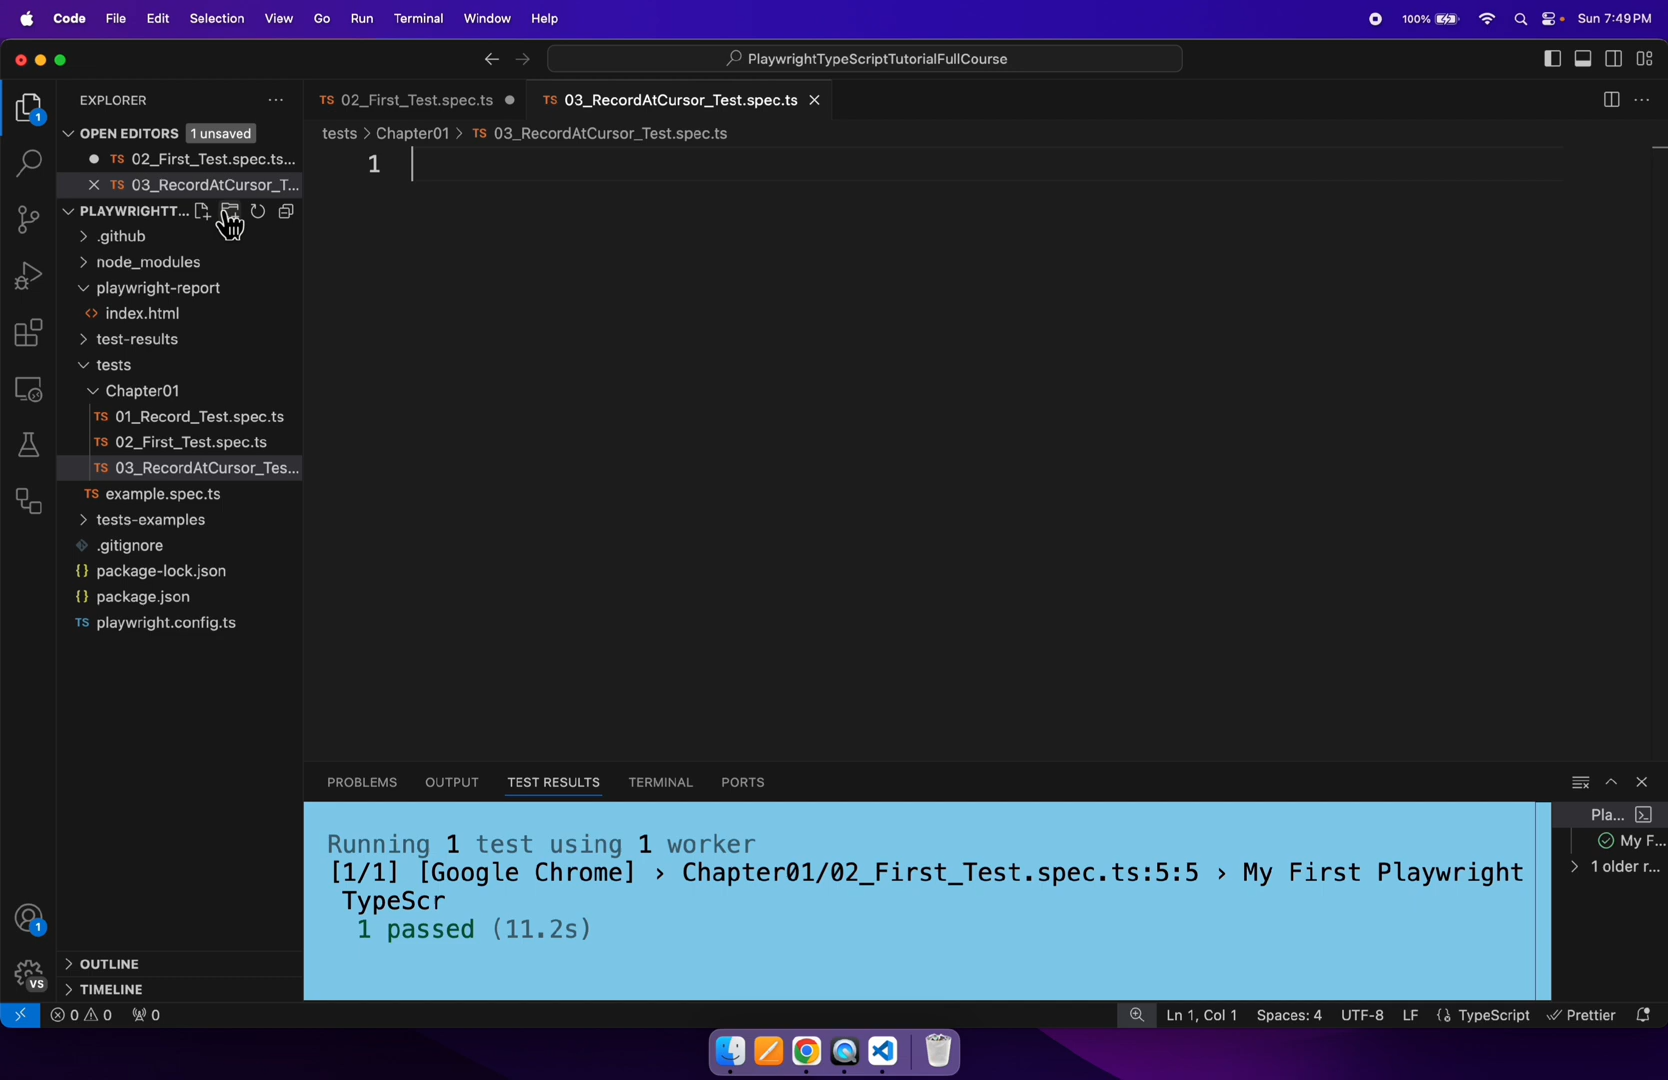 Code File Edit Selection View Go Run Terminal Window Help 100% Sun 7:49 PM
PlaywrightTypeScriptTutorialFullCourse
EXPLORER
TS 02_First_Test.spec.ts TS 03_RecordAtCursor_Test.spec.ts
OPEN EDITORS 1 unsaved
tests > Chapter01 > TS 03_RecordAtCursor_Test.spec.ts
TS 02_First_Test.spec.ts...
TS 03_RecordAtCursor_T...
1
PLAYWRIGHTT...
.github
node_modules
playwright-report
index.html
test-results
tests
Chapter01
TS 01_Record_Test.spec.ts
TS 02_First_Test.spec.ts
TS 03_RecordAtCursor_Tes...
TS example.spec.ts
tests-examples
.gitignore
{} package-lock.json
{} package.json
TS playwright.config.ts
PROBLEMS OUTPUT TEST RESULTS TERMINAL PORTS
Running 1 test using 1 worker
[1/1] [Google Chrome] › Chapter01/02_First_Test.spec.ts:5:5 › My First Playwright
TypeScr
1 passed (11.2s)
Pla...
My F...
1 older r...
1
OUTLINE
VS
TIMELINE
0 0 0 Ln 1, Col 1 Spaces: 4 UTF-8 LF TypeScript Prettier
1